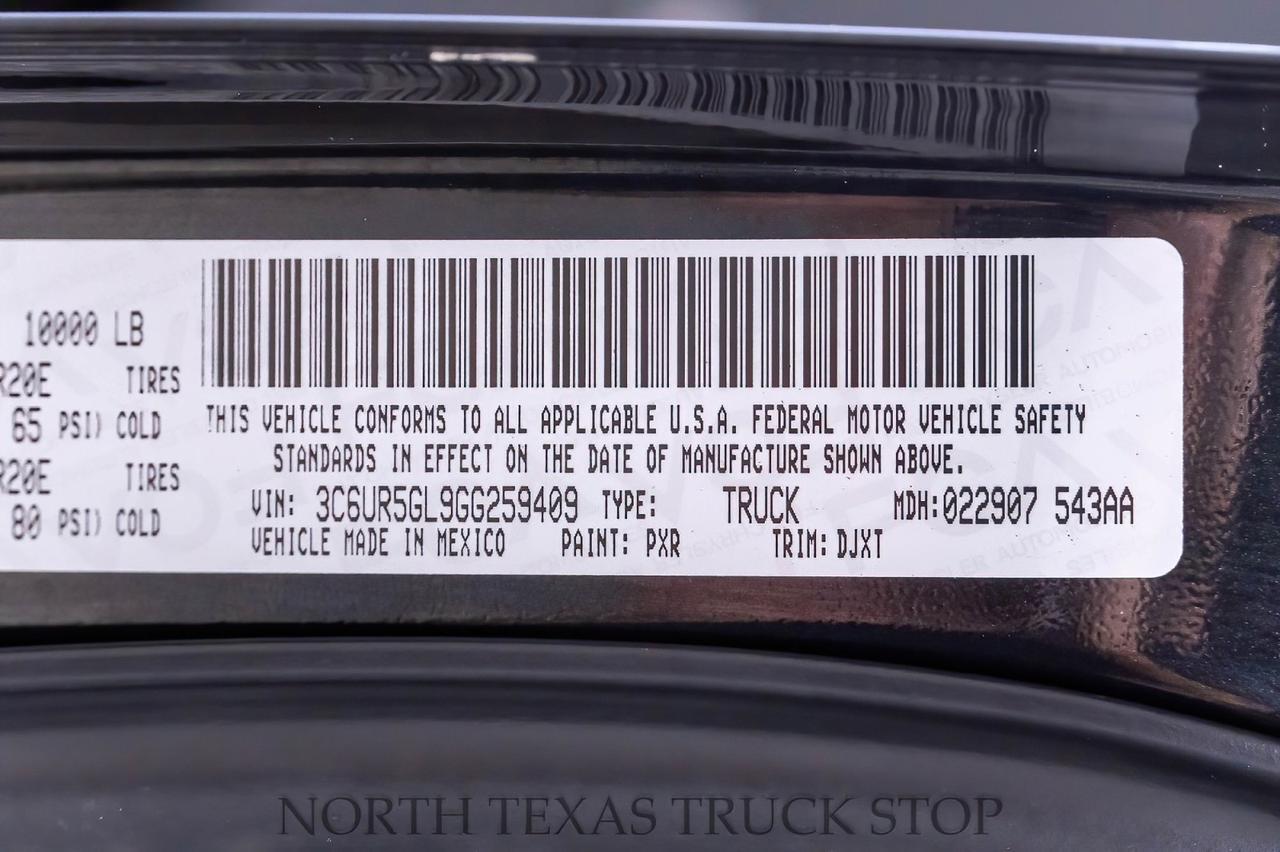 10000 LB
R20E TIRES
65 PSI) COLD
R20E TIRES
80 PSI) COLD
THIS VEHICLE CONFORMS TO ALL APPLICABLE U.S.A. FEDERAL MOTOR VEHICLE SAFETY
STANDARDS IN EFFECT ON THE DATE OF MANUFACTURE SHOWN ABOVE.
VIN: 3C6UR5GL9GG259409 TYPE: TRUCK MDH:022907 543AA
VEHICLE MADE IN MEXICO PAINT: PXR TRIM: DJXT
NORTH TEXAS TRUCK STOP